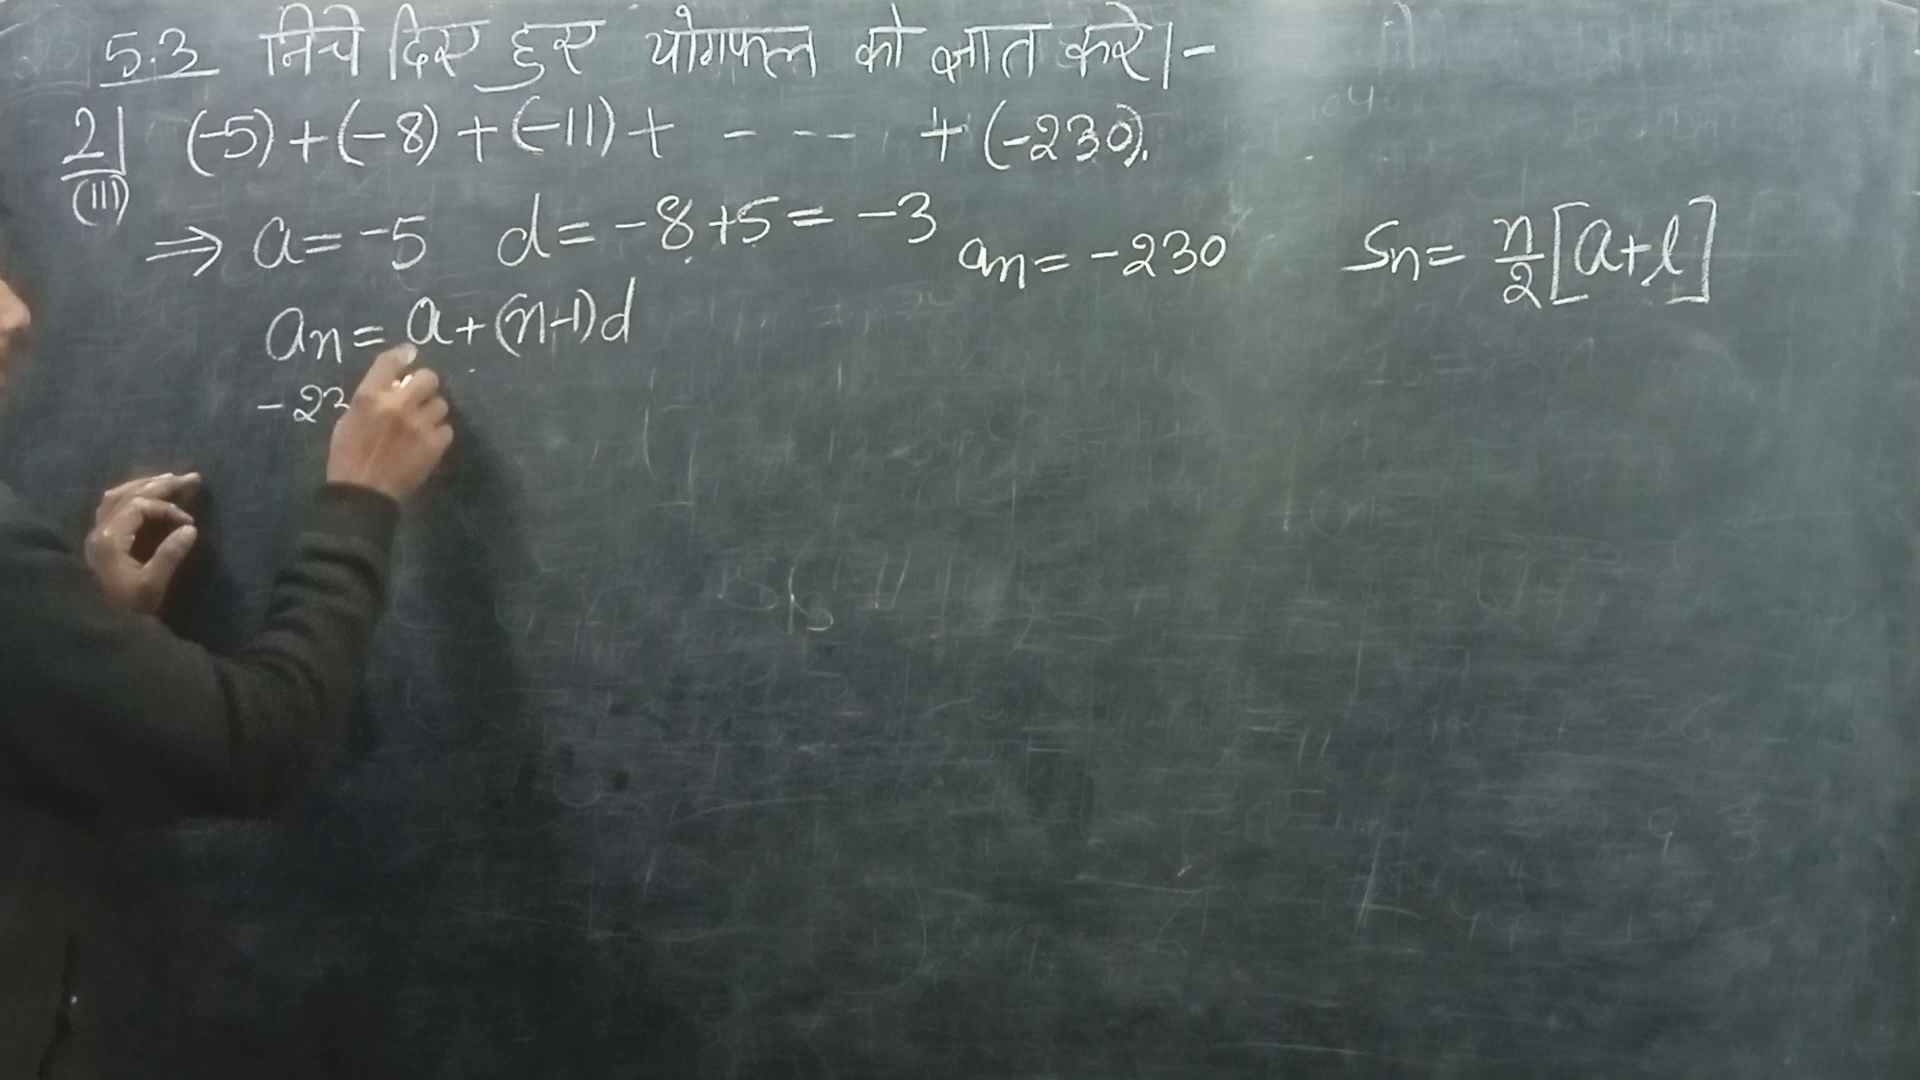 5.3 निचे दिए हुए योगफल को ज्ञात करे।-
2| (-5)+(-8)+(-11)+ - - -- +(-230).
(III)
⇒ a=-5 d=-8+5=-3 an=-230 Sn=n/2[a+l]
an=a+(n-1)d
-23